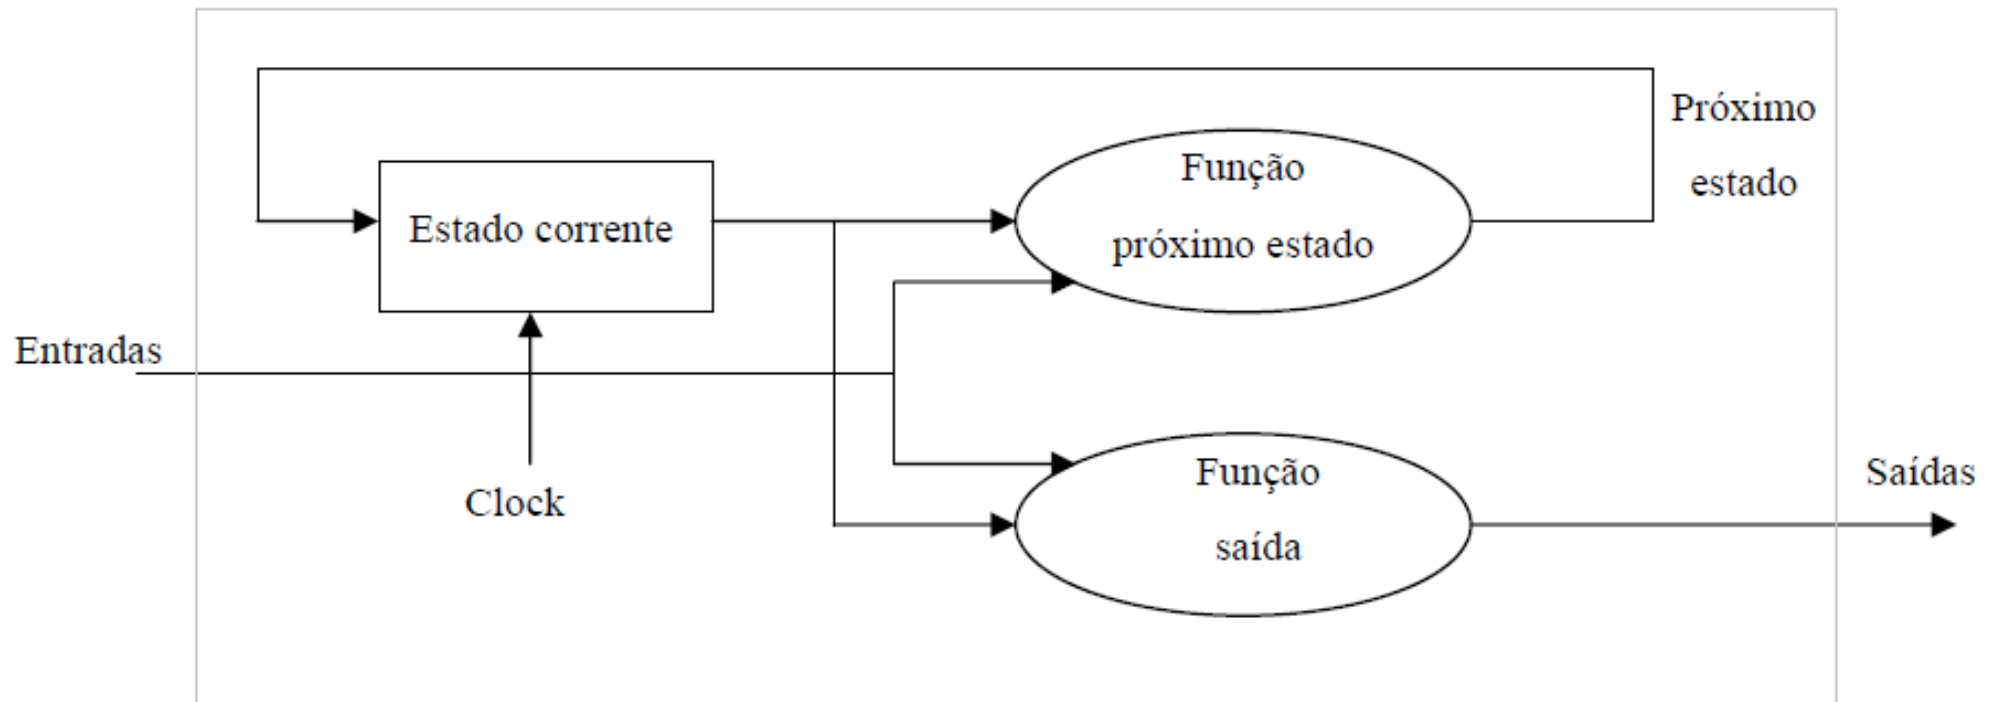 Próximo
estado
Função
próximo estado
Estado corrente
Entradas
Clock
Função
saída
Saídas